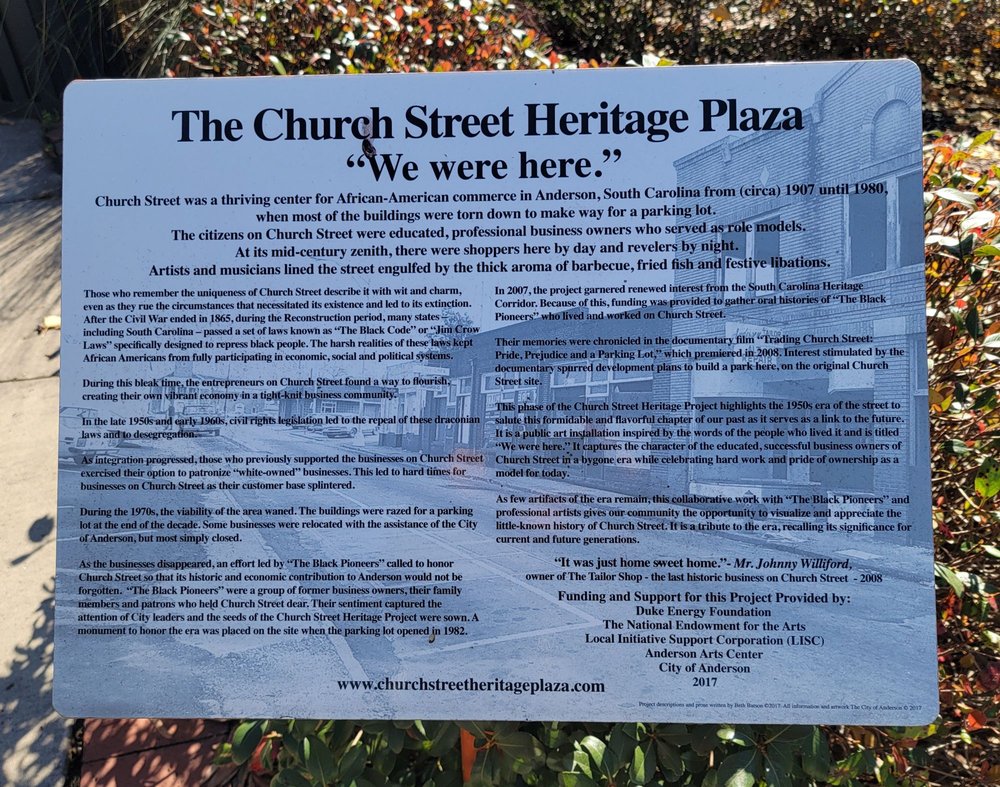 The Church Street Heritage Plaza
“We were here.”
Church Street was a thriving center for African-American commerce in Anderson, South Carolina from (circa) 1907 until 1980,
when most of the buildings were torn down to make way for a parking lot.
The citizens on Church Street were educated, professional business owners who served as role models.
At its mid-century zenith, there were shoppers here by day and revelers by night.
Artists and musicians lined the street engulfed by the thick aroma of barbecue, fried fish and festive libations.
Those who remember the uniqueness of Church Street describe it with wit and charm,
even as they rue the circumstances that necessitated its existence and led to its extinction.
After the Civil War ended in 1865, during the Reconstruction period, many states –
including South Carolina – passed a set of laws known as “The Black Code” or “Jim Crow
Laws” specifically designed to repress black people. The harsh realities of these laws kept
African Americans from fully participating in economic, social and political systems.
During this bleak time, the entrepreneurs on Church Street found a way to flourish,
creating their own vibrant economy in a tight-knit business community.
In the late 1950s and early 1960s, civil rights legislation led to the repeal of these draconian
laws and to desegregation.
As integration progressed, those who previously supported the businesses on Church Street
exercised their option to patronize “white-owned” businesses. This led to hard times for
businesses on Church Street as their customer base splintered.
During the 1970s, the viability of the area waned. The buildings were razed for a parking
lot at the end of the decade. Some businesses were relocated with the assistance of the City
of Anderson, but most simply closed.
As the businesses disappeared, an effort led by “The Black Pioneers” called to honor
Church Street so that its historic and economic contribution to Anderson would not be
forgotten. “The Black Pioneers” were a group of former business owners, their family
members and patrons who held Church Street dear. Their sentiment captured the
attention of City leaders and the seeds of the Church Street Heritage Project were sown. A
monument to honor the era was placed on the site when the parking lot opened in 1982.
In 2007, the project garnered renewed interest from the South Carolina Heritage
Corridor. Because of this, funding was provided to gather oral histories of “The Black
Pioneers” who lived and worked on Church Street.
Their memories were chronicled in the documentary film “Trading Church Street:
Pride, Prejudice and a Parking Lot,” which premiered in 2008. Interest stimulated by the
documentary spurred development plans to build a park here, on the original Church
Street site.
This phase of the Church Street Heritage Project highlights the 1950s era of the street to
salute this formidable and flavorful chapter of our past as it serves as a link to the future.
It is a public art installation inspired by the words of the people who lived it and is titled
“We were here.” It captures the character of the educated, successful business owners of
Church Street in a bygone era while celebrating hard work and pride of ownership as a
model for today.
As few artifacts of the era remain, this collaborative work with “The Black Pioneers” and
professional artists gives our community the opportunity to visualize and appreciate the
little-known history of Church Street. It is a tribute to the era, recalling its significance for
current and future generations.
“It was just home sweet home.”- Mr. Johnny Williford,
owner of The Tailor Shop - the last historic business on Church Street - 2008
Funding and Support for this Project Provided by:
Duke Energy Foundation
The National Endowment for the Arts
Local Initiative Support Corporation (LISC)
Anderson Arts Center
City of Anderson
2017
www.churchstreetheritageplaza.com
Project descriptions and prose written by Beth Batson ©2017. All information and artwork The City of Anderson © 2017